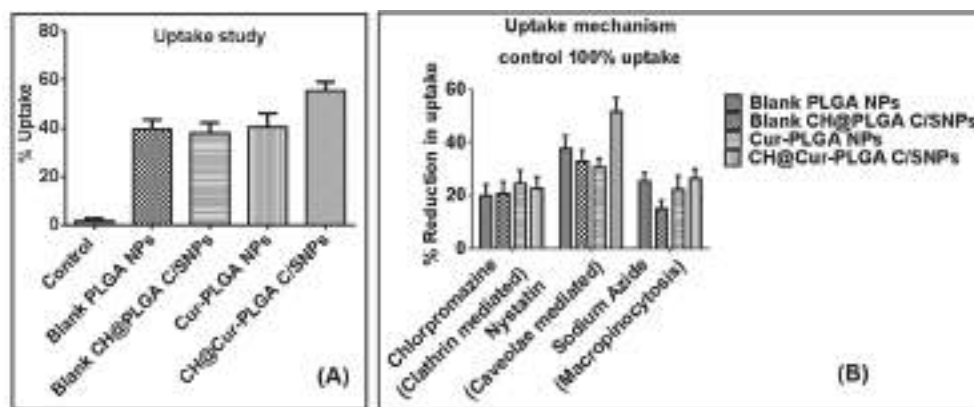 Uptake study
% Uptake
80
60
40
20
0
Control
Blank PLGA NPs
Blank CH@PLGA C/SNPs
Cur-PLGA NPs
CH@Cur-PLGA C/SNPs
(A)
Uptake mechanism
control 100% uptake
% Reduction in uptake
60
40
20
0
Chlorpromazine
(Clathrin mediated)
Nystatin
(Caveolae mediated)
Sodium Azide
(Macropinocytosis)
Blank PLGA NPs
Blank CH@PLGA C/SNPs
Cur-PLGA NPs
CH@Cur-PLGA C/SNPs
(B)